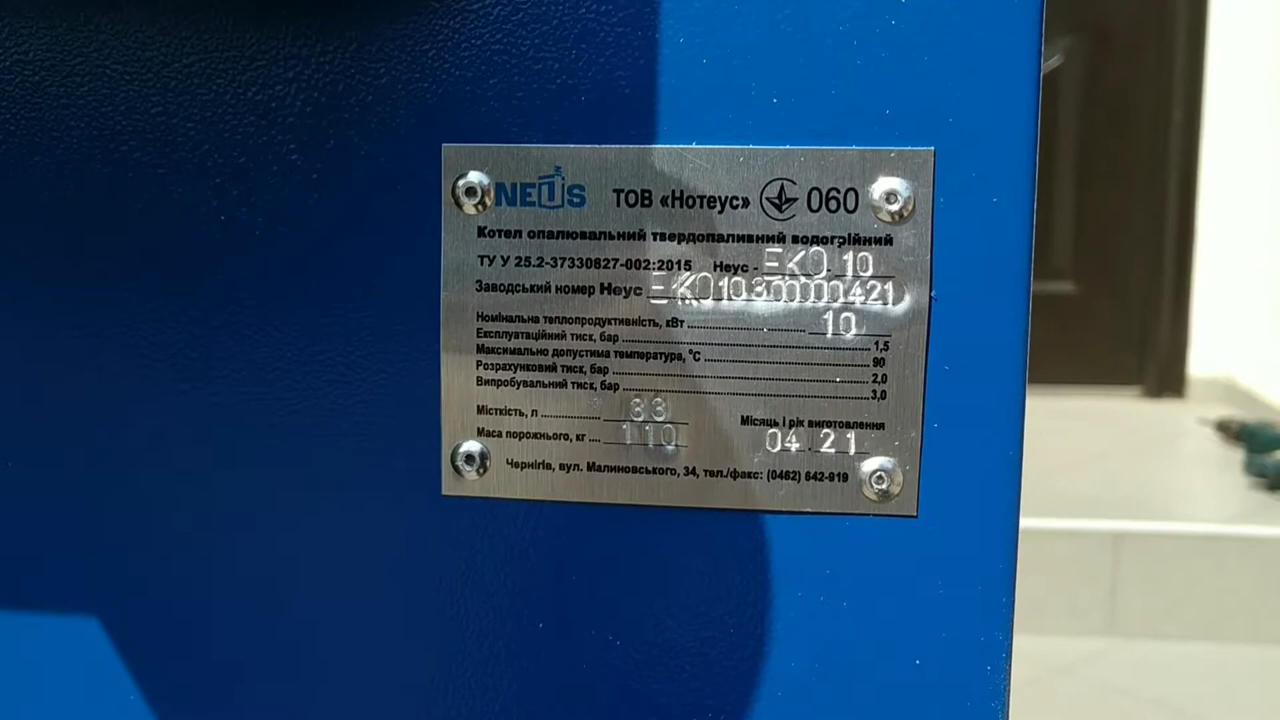 NEUS ТОВ «Нотеус» 060
Котел опалювальний твердопаливний водогрійний
ТУ У 25.2-37330827-002:2015 Неус - ЕКО 10
Заводський номер Неус ЕКО10300000421
Номінальна теплопродуктивність, кВт 10
Експлуатаційний тиск, бар 1,5
Максимально допустима температура, °С 90
Розрахунковий тиск, бар 2,0
Випробувальний тиск, бар 3,0
Місткість, л 33
Місяць і рік виготовлення
Маса порожнього, кг 110 04.21
Чернігів, вул. Малиновського, 34, тел./факс: (0462) 642-919